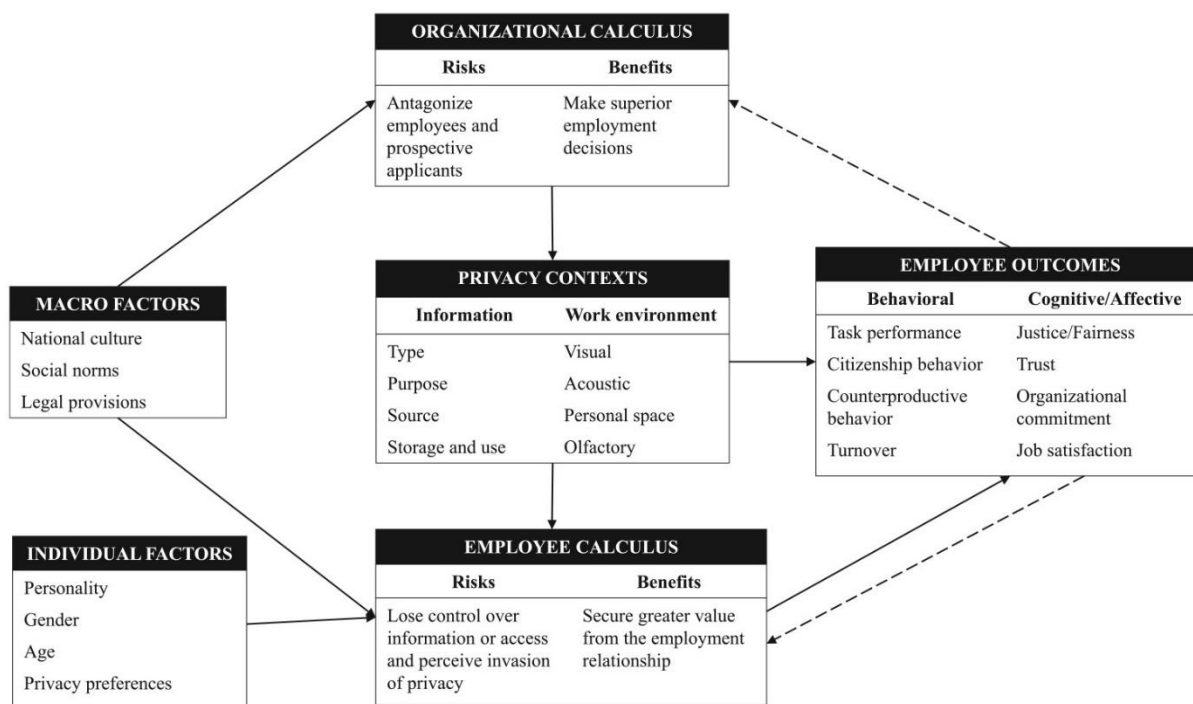 ORGANIZATIONAL CALCULUS
Risks
Benefits
Antagonize
employees and
prospective
applicants
Make superior
employment
decisions
MACRO FACTORS
National culture
Social norms
Legal provisions
PRIVACY CONTEXTS
Information
Work environment
Type
Visual
Purpose
Acoustic
Source
Personal space
Storage and use
Olfactory
EMPLOYEE OUTCOMES
Behavioral
Cognitive/Affective
Task performance
Justice/Fairness
Citizenship behavior
Trust
Counterproductive
behavior
Organizational
commitment
Turnover
Job satisfaction
INDIVIDUAL FACTORS
Personality
Gender
Age
Privacy preferences
EMPLOYEE CALCULUS
Risks
Benefits
Lose control over
information or access
and perceive invasion
of privacy
Secure greater value
from the employment
relationship